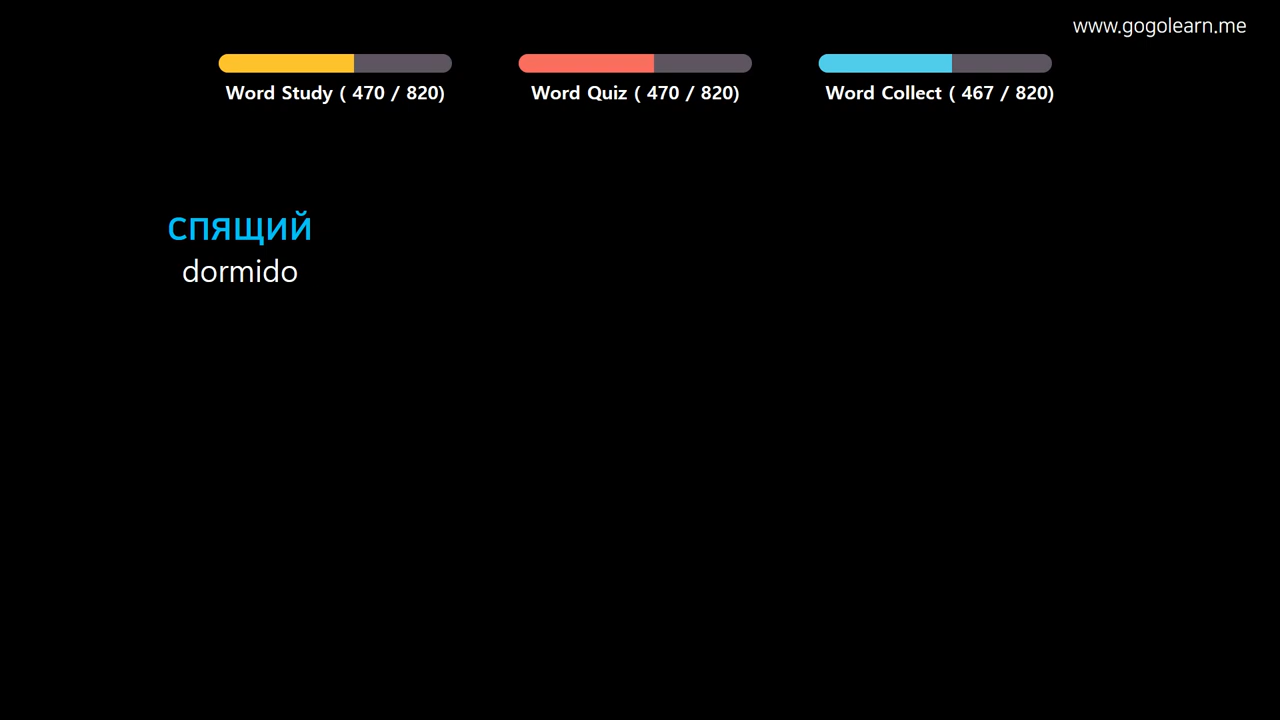 www.gogolearn.me
Word Study ( 470 / 820)
Word Quiz ( 470 / 820)
Word Collect ( 467 / 820)
спящий
dormido